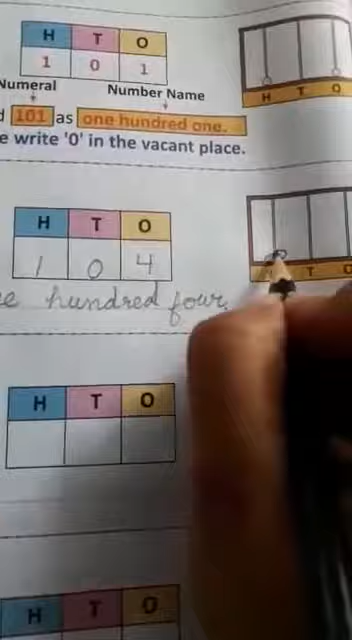 H T O
1 0 1
H T O
Numeral Number Name
101 as one hundred one.
write '0' in the vacant place.
H T O
1 0 4
T O
hundred four
H T O
H T O